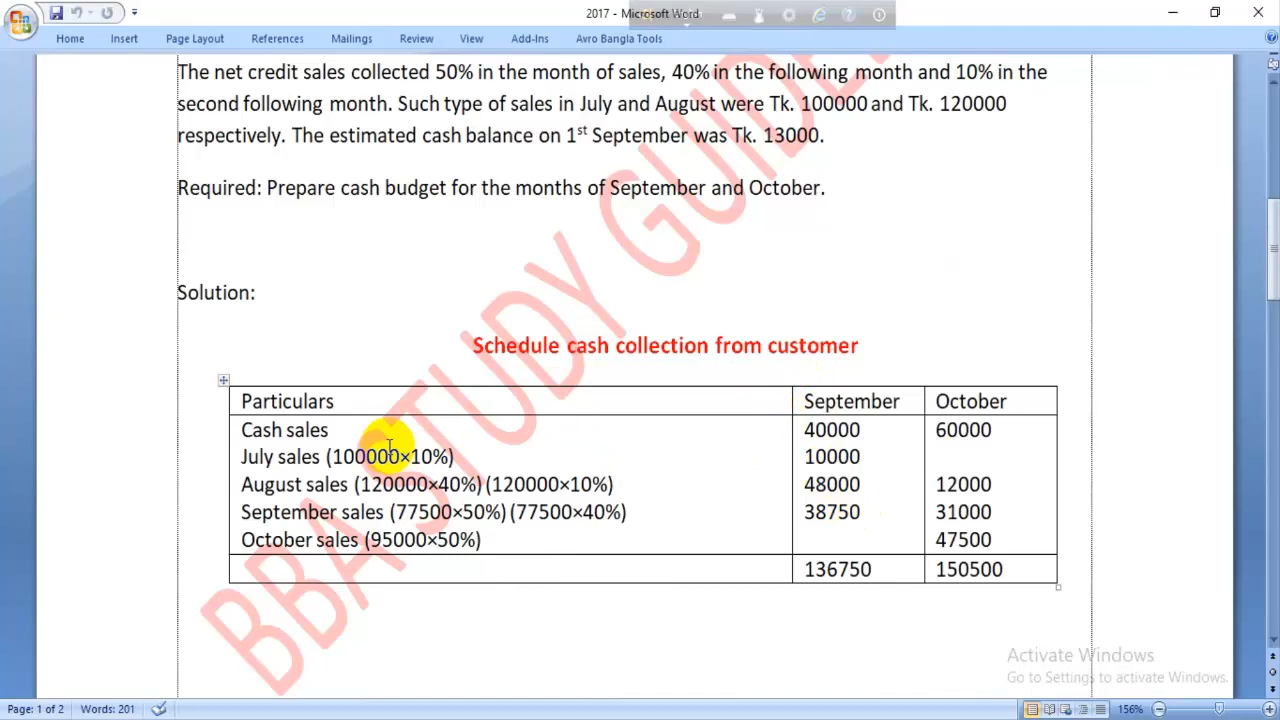 2017 - Microsoft Word
Home Insert Page Layout References Mailings Review View Add-Ins Avro Bangla Tools
The net credit sales collected 50% in the month of sales, 40% in the following month and 10% in the
second following month. Such type of sales in July and August were Tk. 100000 and Tk. 120000
respectively. The estimated cash balance on 1st September was Tk. 13000.
Required: Prepare cash budget for the months of September and October.
Solution:
Schedule cash collection from customer
Particulars September October
Cash sales 40000 60000
July sales (100000×10%) 10000
August sales (120000×40%) (120000×10%) 48000 12000
September sales (77500×50%) (77500×40%) 38750 31000
October sales (95000×50%) 47500
136750 150500
BBA STUDY GUIDE
Activate Windows
Go to Settings to activate Windows.
Page: 1 of 2 Words: 201 156%